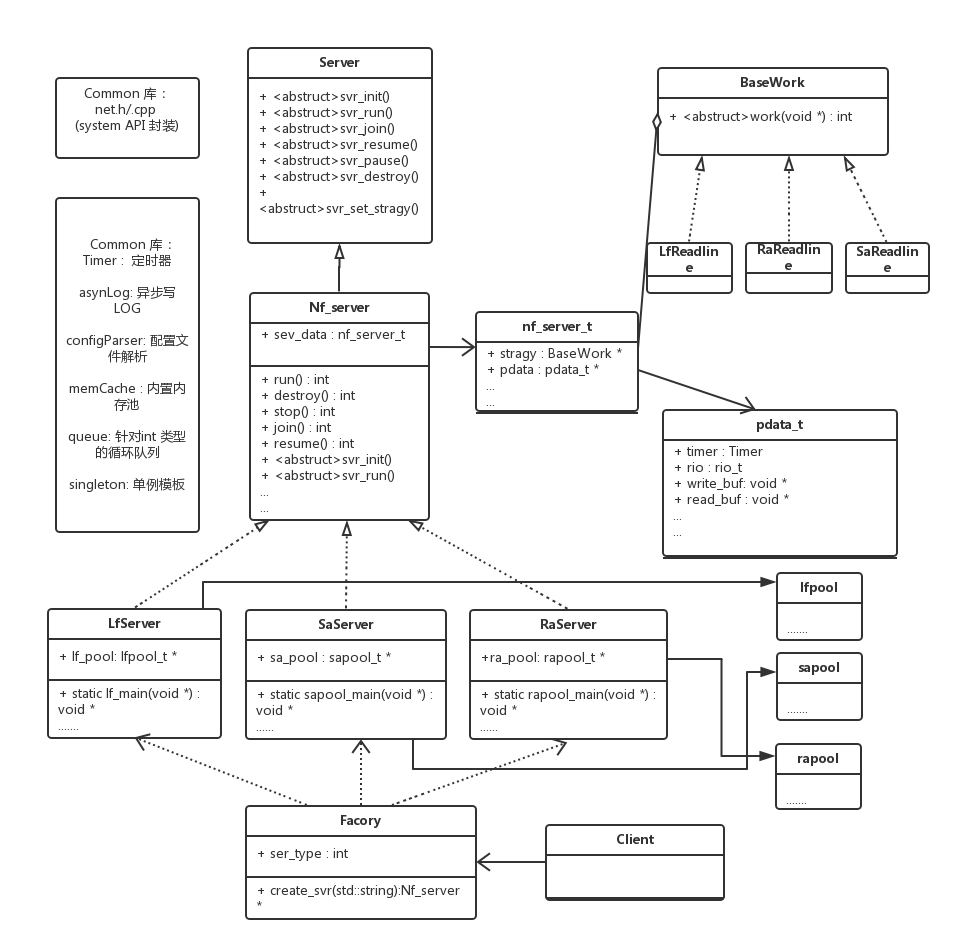 Common 库：
net.h/.cpp
(system API 封装)
Common 库：
Timer： 定时器
asynLog: 异步写
LOG
configParser: 配置文
件解析
memCache : 内置内
存池
queue: 针对int 类型
的循环队列
singleton: 单例模板
Server
+ <abstruct>svr_init()
+ <abstruct>svr_run()
+ <abstruct>svr_join()
+ <abstruct>svr_resume()
+ <abstruct>svr_pause()
+ <abstruct>svr_destroy()
+
<abstruct>svr_set_stragy()
BaseWork
+ <abstruct>work(void *) : int
LfReadlin
e
RaReadlin
e
SaReadlin
e
Nf_server
+ sev_data : nf_server_t
+ run() : int
+ destroy() : int
+ stop() : int
+ join() : int
+ resume() : int
+ <abstruct>svr_init()
+ <abstruct>svr_run()
...
...
nf_server_t
+ stragy : BaseWork *
+ pdata : pdata_t *
...
...
pdata_t
+ timer : Timer
+ rio : rio_t
+ write_buf: void *
+ read_buf : void *
...
...
LfServer
+ lf_pool: lfpool_t *
+ static lf_main(void *) :
void *
.......
SaServer
+ sa_pool : sapool_t *
+ static sapool_main(void *) :
void *
......
RaServer
+ra_pool: rapool_t *
+ static rapool_main(void *) :
void *
......
lfpool
.......
sapool
.......
rapool
.......
Facory
+ ser_type : int
+ create_svr(std::string):Nf_server
*
Client